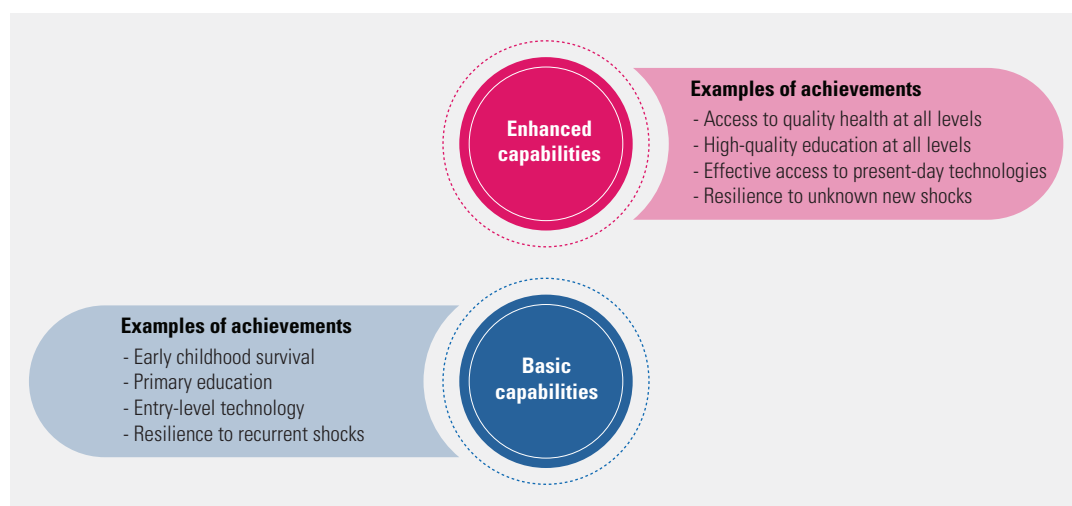 Enhanced
capabilities
Examples of achievements
- Access to quality health at all levels
- High-quality education at all levels
- Effective access to present-day technologies
- Resilience to unknown new shocks
Examples of achievements
- Early childhood survival
- Primary education
- Entry-level technology
- Resilience to recurrent shocks
Basic
capabilities